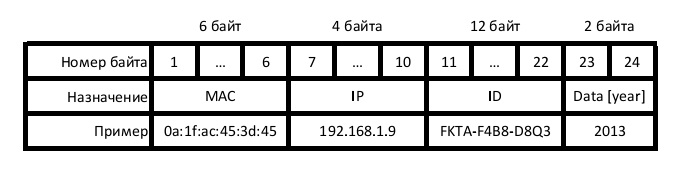 6 байт 4 байта 12 байт 2 байта
Номер байта 1 ... 6 7 ... 10 11 ... 22 23 24
Назначение MAC IP ID Data [year]
Пример 0a:1f:ac:45:3d:45 192.168.1.9 FKTA-F4B8-D8Q3 2013